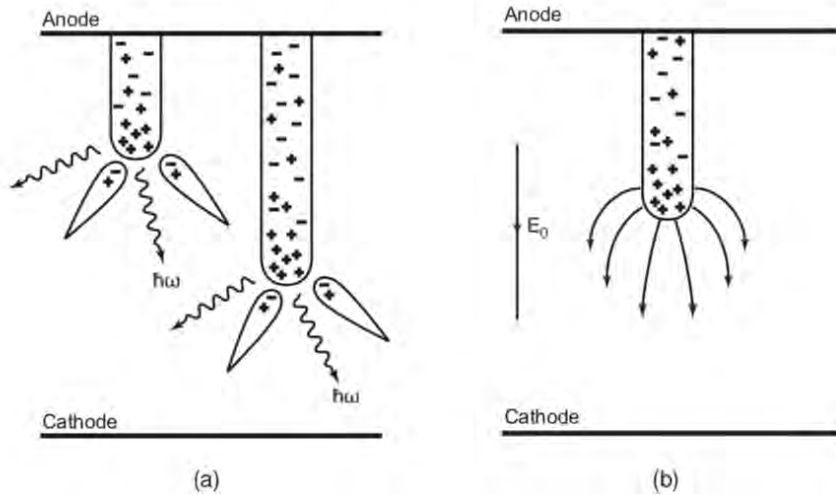 Anode
ħω
ħω
Cathode
(a)
Anode
E₀
Cathode
(b)